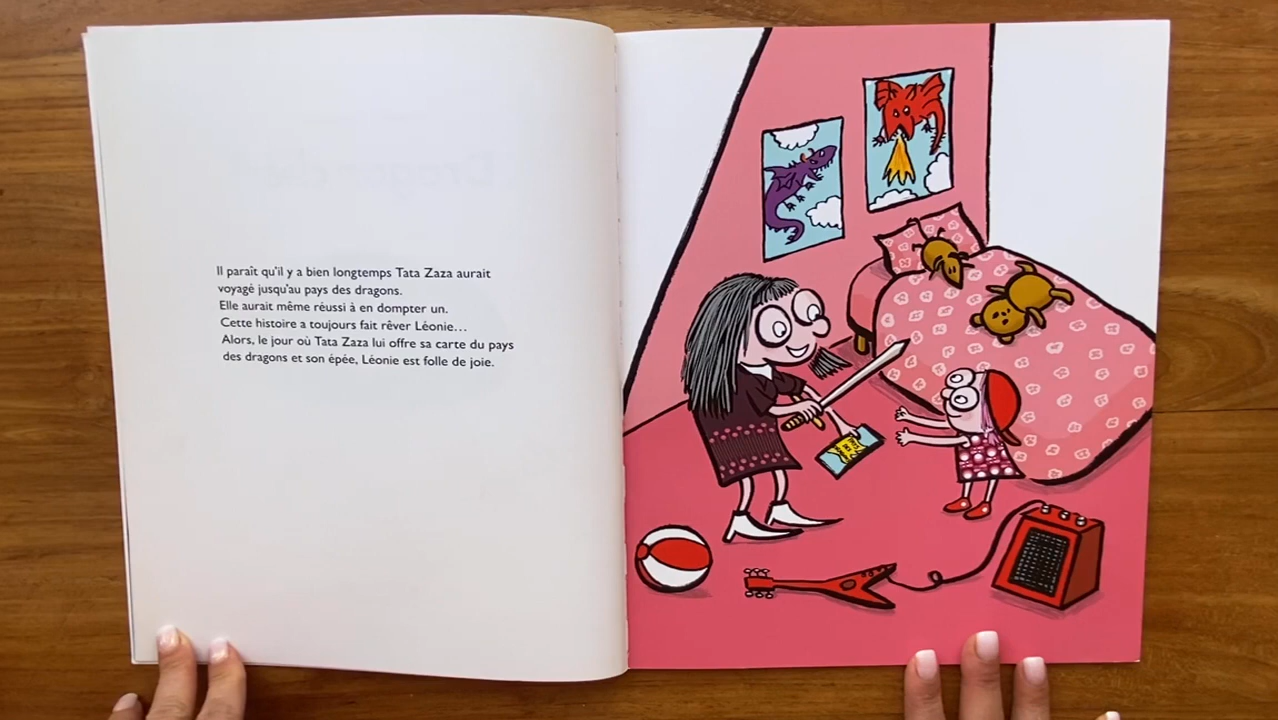 Il paraît qu'il y a bien longtemps Tata Zaza aurait
voyagé jusqu'au pays des dragons.
Elle aurait même réussi à en dompter un.
Cette histoire a toujours fait rêver Léonie…
Alors, le jour où Tata Zaza lui offre sa carte du pays
des dragons et son épée, Léonie est folle de joie.